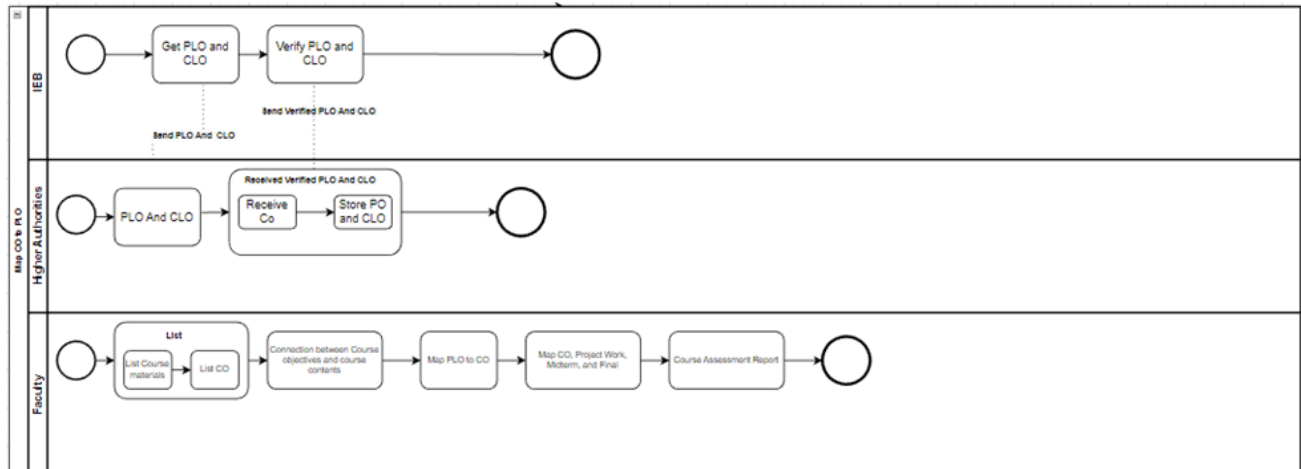 Map CO to PLO
IEB
Get PLO and
CLO
Verify PLO and
CLO
Send PLO And CLO
Send Verified PLO And CLO
Higher Authorities
PLO And CLO
Received Verified PLO And CLO
Receive
Co
Store PO
and CLO
Faculty
List
List Course
materials
List CO
Connection between Course
objectives and course
contents
Map PLO to CO
Map CO, Project Work,
Midterm, and Final
Course Assessment Report